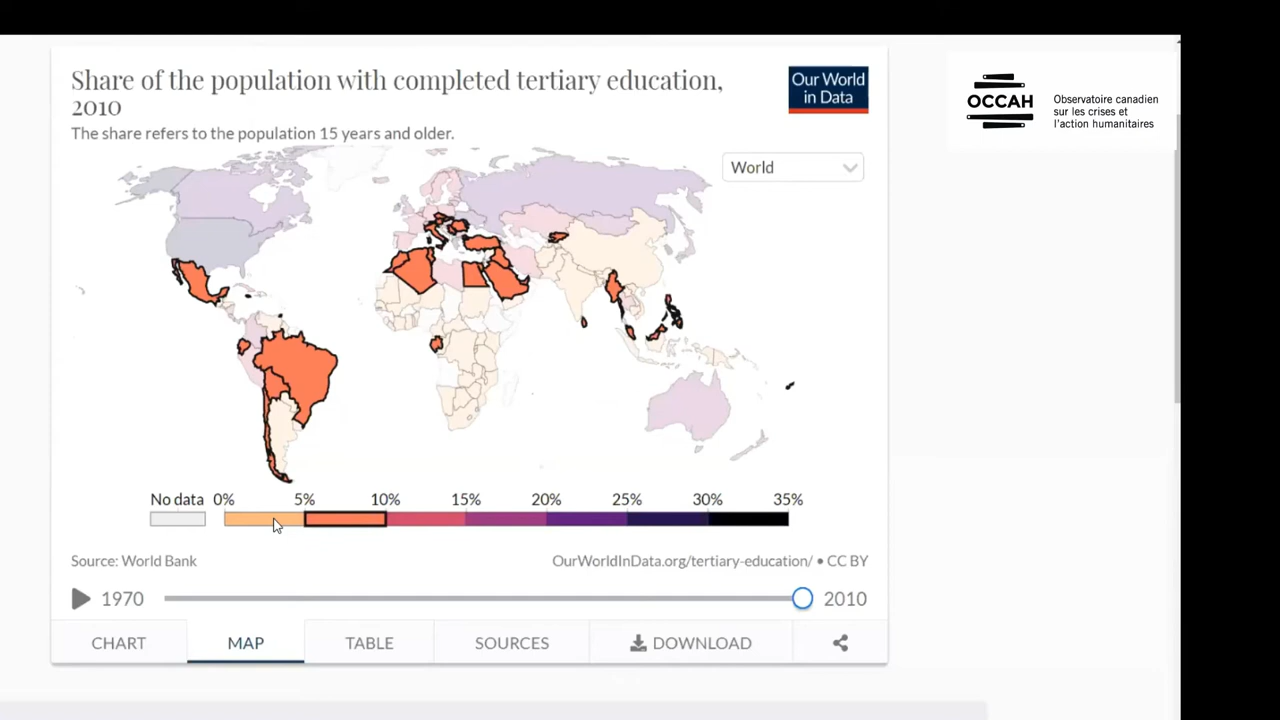 Share of the population with completed tertiary education,
2010
The share refers to the population 15 years and older.
Our World
in Data
OCCAH
Observatoire canadien
sur les crises et
l'action humanitaires
World
No data 0% 5% 10% 15% 20% 25% 30% 35%
Source: World Bank
OurWorldInData.org/tertiary-education/ • CC BY
1970
2010
CHART
MAP
TABLE
SOURCES
DOWNLOAD